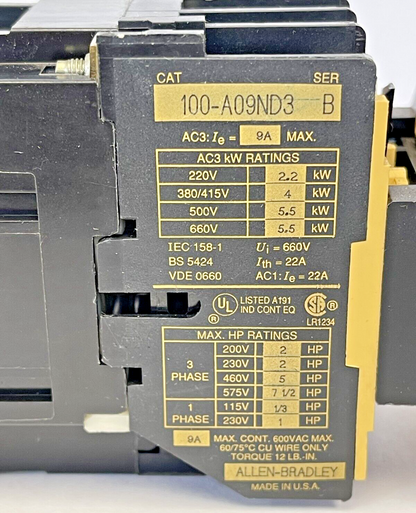 CAT SER
100-A09ND3 B
AC3: Ie = 9A MAX.
AC3 kW RATINGS
220V 2.2 kW
380/415V 4 kW
500V 5.5 kW
660V 5.5 kW
IEC 158-1 Ui = 660V
BS 5424 Ith = 22A
VDE 0660 AC1: Ie = 22A
UL ® LISTED A191 IND CONT EQ SA ®
LR1234
MAX. HP RATINGS
3 PHASE
200V 2 HP
230V 2 HP
460V 5 HP
575V 7 1/2 HP
1 PHASE
115V 1/3 HP
230V 1 HP
9A MAX. CONT. 600VAC MAX.
60/75°C CU WIRE ONLY
TORQUE 12 LB.-IN.
ALLEN-BRADLEY
MADE IN U.S.A.